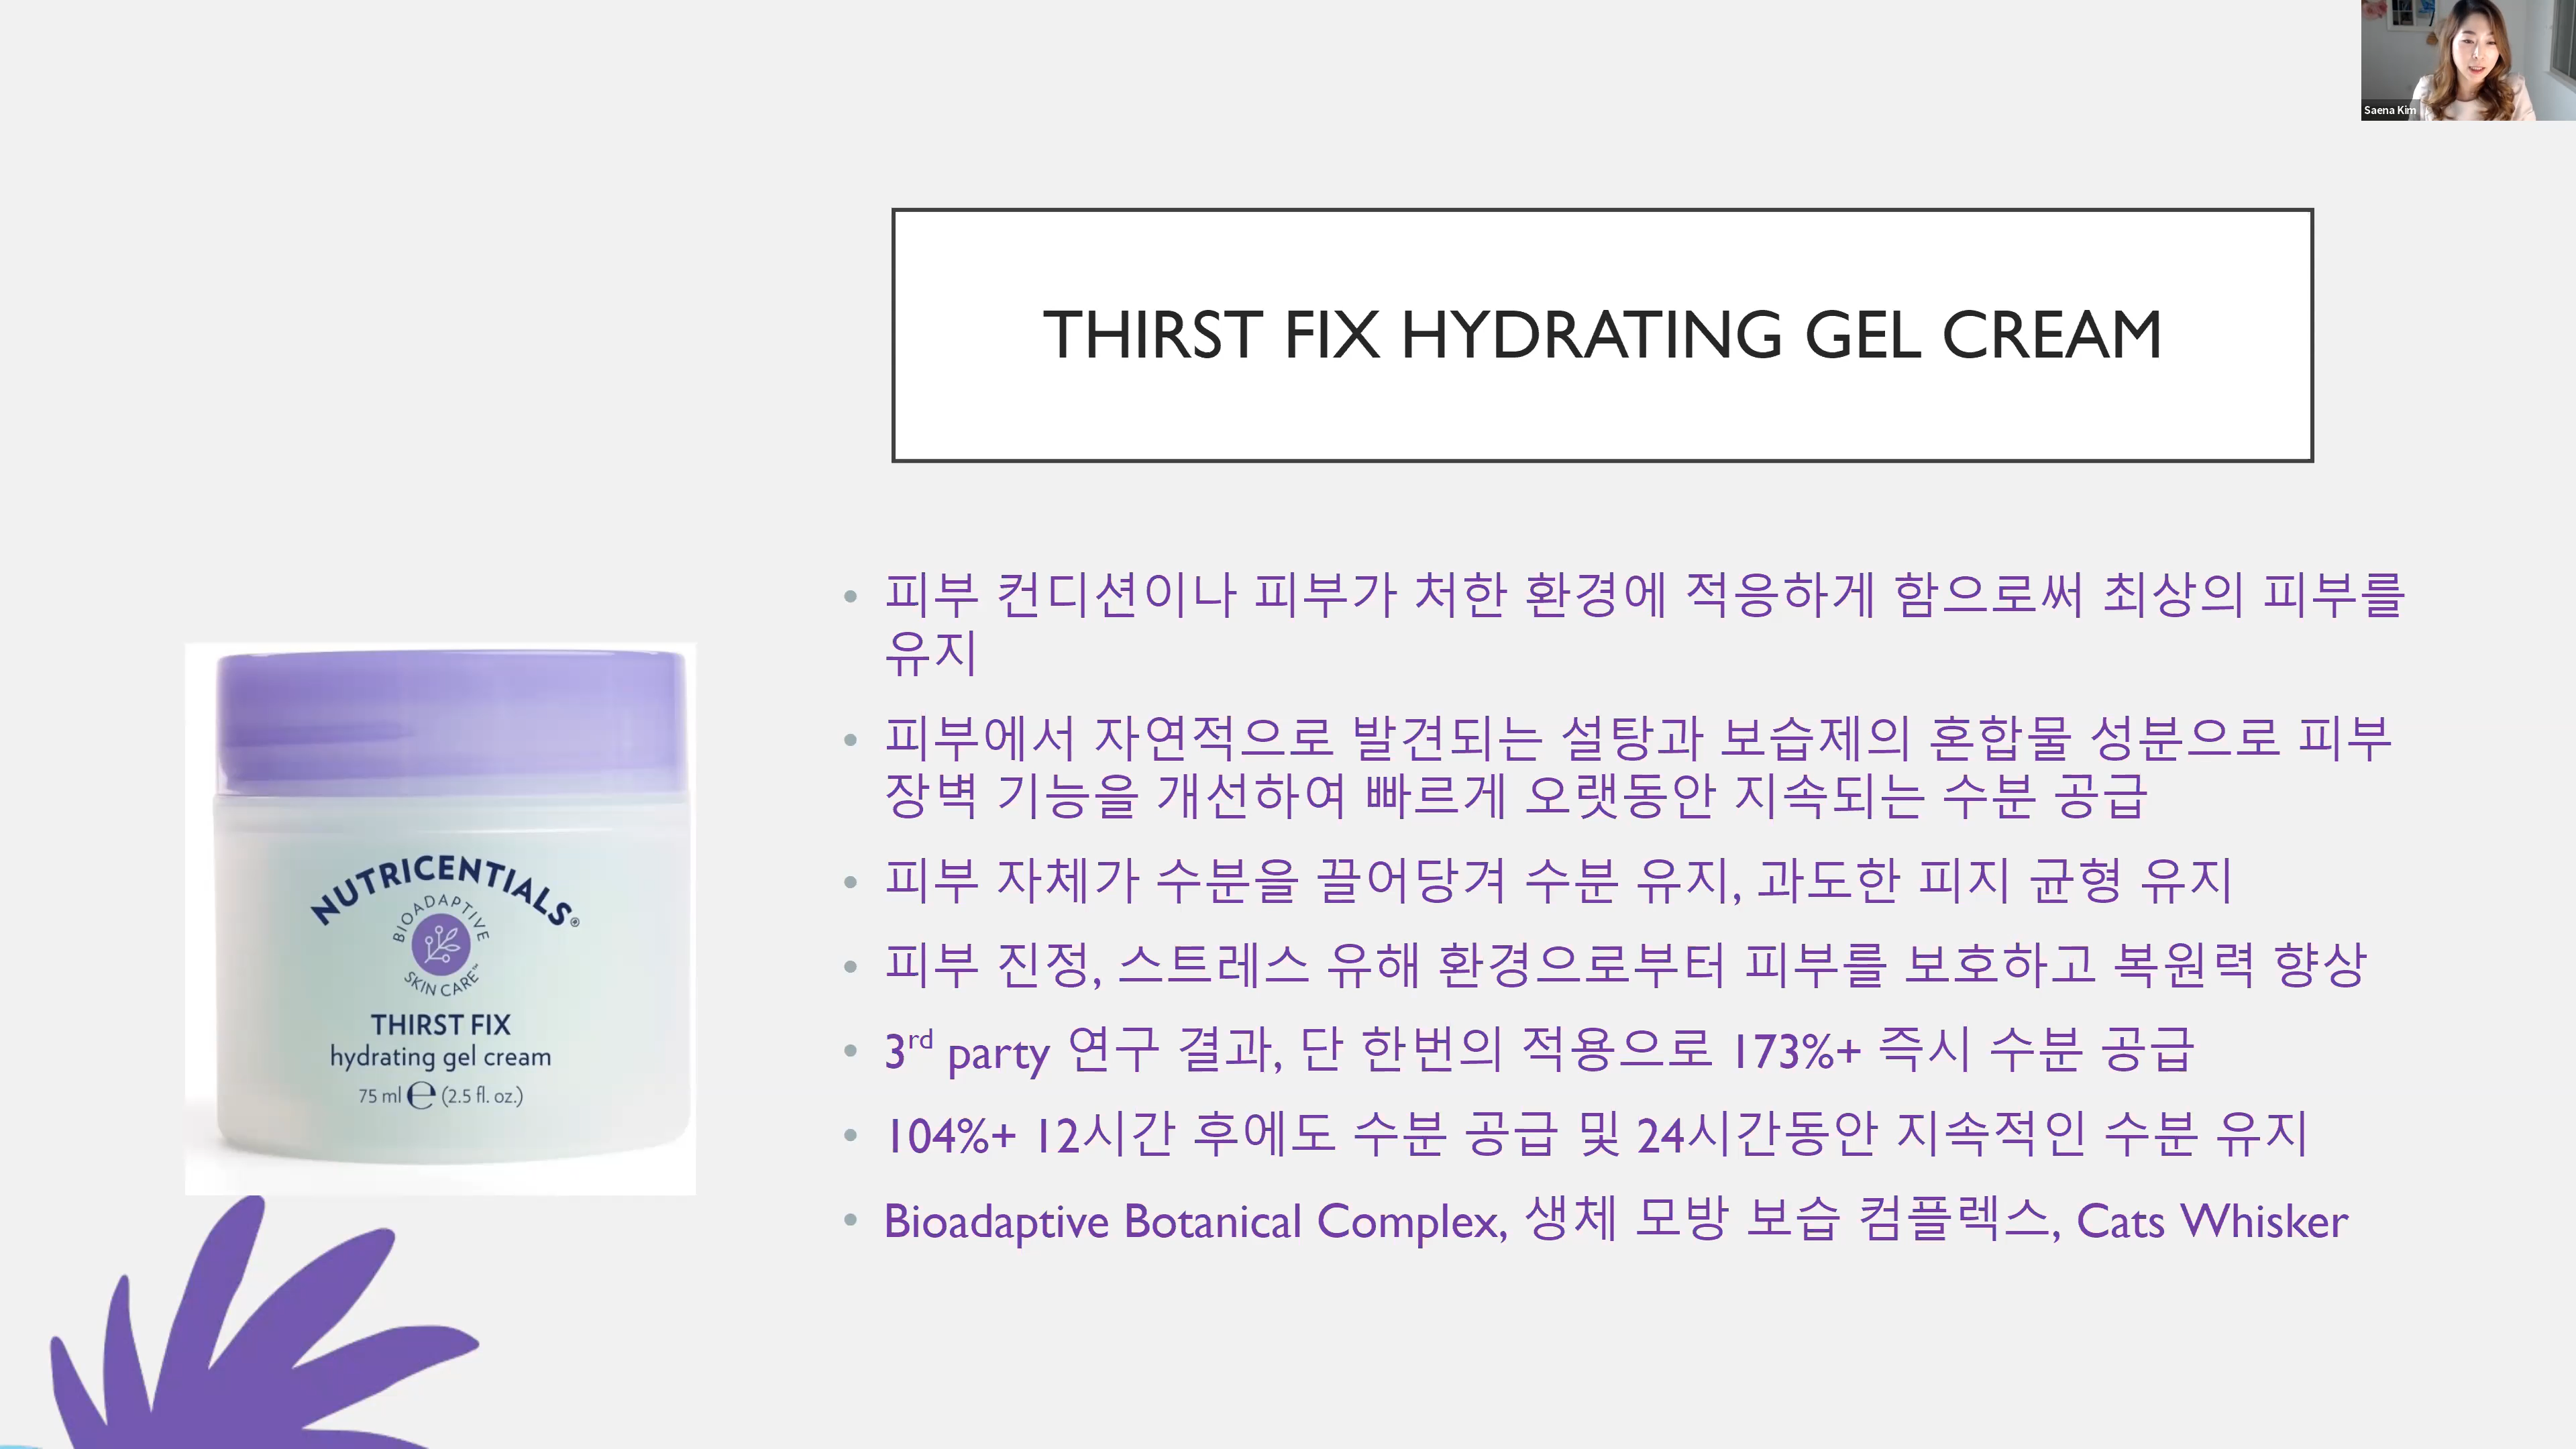 Saena Kim
THIRST FIX HYDRATING GEL CREAM
• 피부 컨디션이나 피부가 처한 환경에 적응하게 함으로써 최상의 피부를
유지
• 피부에서 자연적으로 발견되는 설탕과 보습제의 혼합물 성분으로 피부
장벽 기능을 개선하여 빠르게 오랫동안 지속되는 수분 공급
• 피부 자체가 수분을 끌어당겨 수분 유지, 과도한 피지 균형 유지
• 피부 진정, 스트레스 유해 환경으로부터 피부를 보호하고 복원력 향상
• 3rd party 연구 결과, 단 한번의 적용으로 173%+ 즉시 수분 공급
• 104%+ 12시간 후에도 수분 공급 및 24시간동안 지속적인 수분 유지
• Bioadaptive Botanical Complex, 생체 모방 보습 컴플렉스, Cats Whisker
NUTRICENTIALS®
BIOADAPTIVE
SKIN CARE™
THIRST FIX
hydrating gel cream
75 ml ℮ (2.5 fl. oz.)